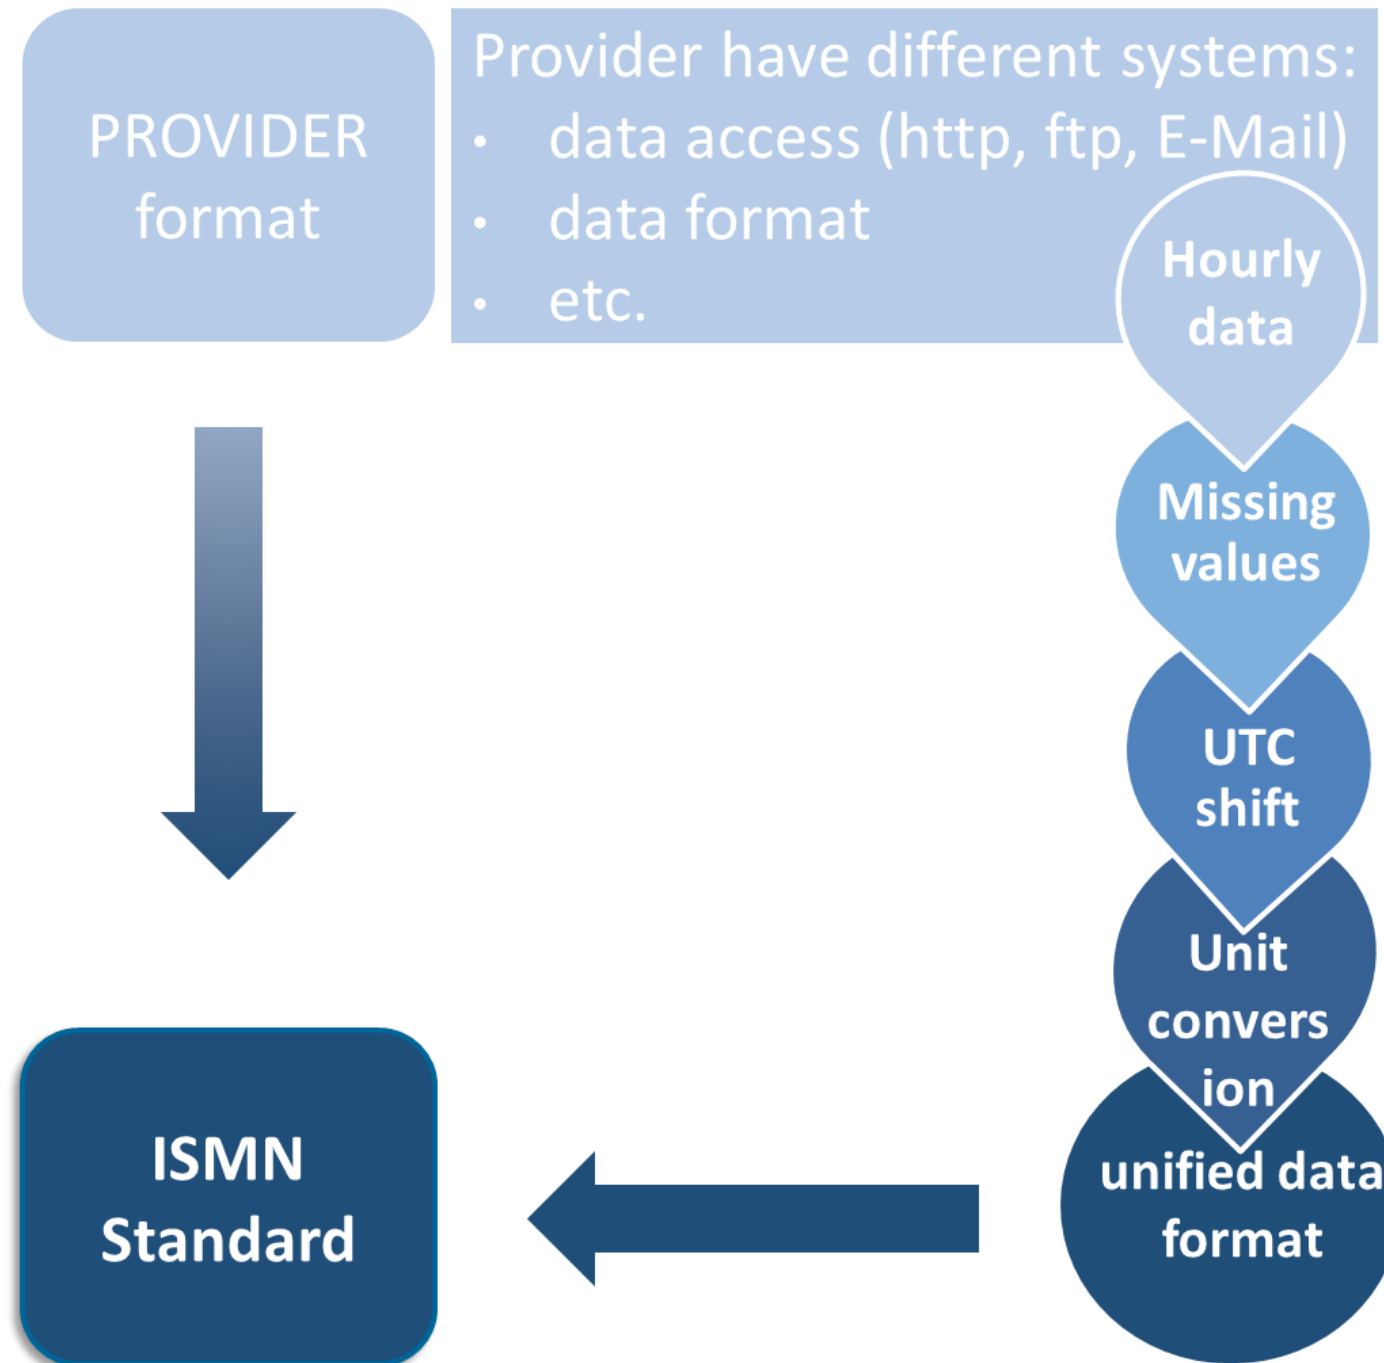 PROVIDER
format
Provider have different systems:
• data access (http, ftp, E-Mail)
• data format
• etc.
Hourly
data
Missing
values
UTC
shift
Unit
convers
ion
unified data
format
ISMN
Standard